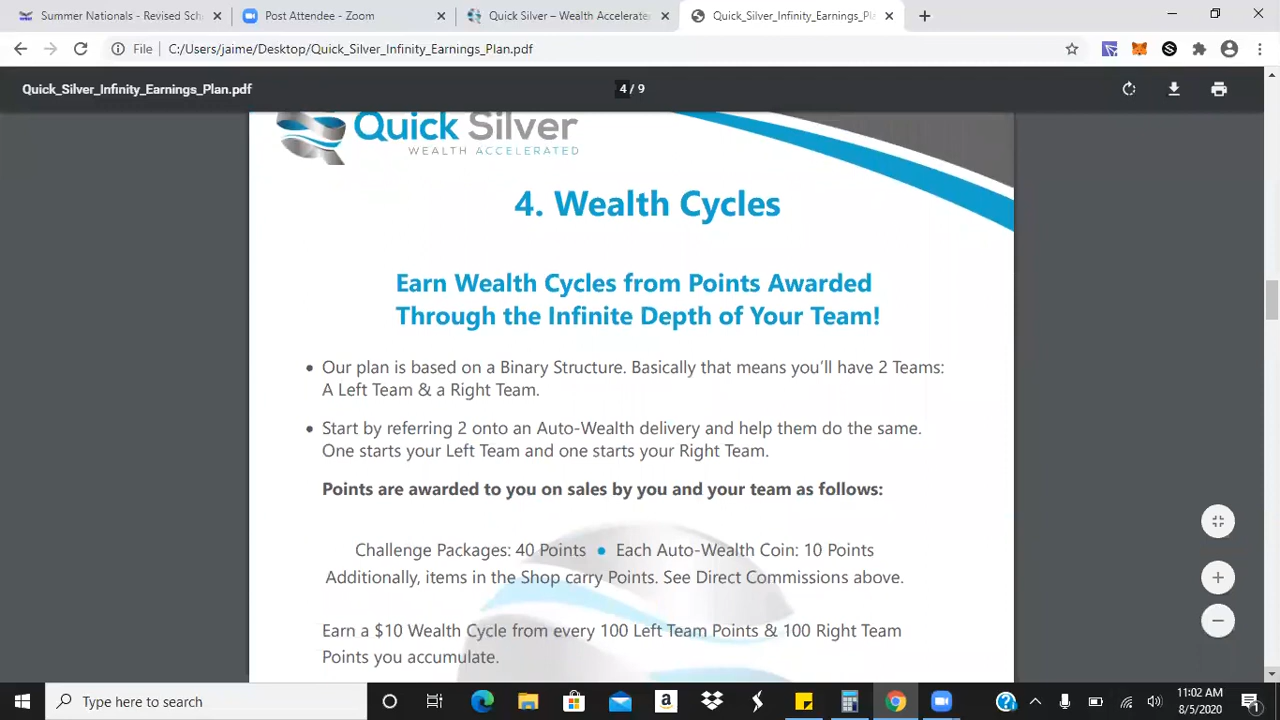 Summer Nationals - Revised Sch
Post Attendee - Zoom
Quick Silver – Wealth Accelerate
Quick_Silver_Infinity_Earnings_Pla
File
C:/Users/jaime/Desktop/Quick_Silver_Infinity_Earnings_Plan.pdf
Quick_Silver_Infinity_Earnings_Plan.pdf
4 / 9
Quick Silver
WEALTH ACCELERATED
4. Wealth Cycles
Earn Wealth Cycles from Points Awarded
Through the Infinite Depth of Your Team!
• Our plan is based on a Binary Structure. Basically that means you'll have 2 Teams:
A Left Team & a Right Team.
• Start by referring 2 onto an Auto-Wealth delivery and help them do the same.
One starts your Left Team and one starts your Right Team.
Points are awarded to you on sales by you and your team as follows:
Challenge Packages: 40 Points • Each Auto-Wealth Coin: 10 Points
Additionally, items in the Shop carry Points. See Direct Commissions above.
Earn a $10 Wealth Cycle from every 100 Left Team Points & 100 Right Team
Points you accumulate.
Type here to search
11:02 AM
8/5/2020